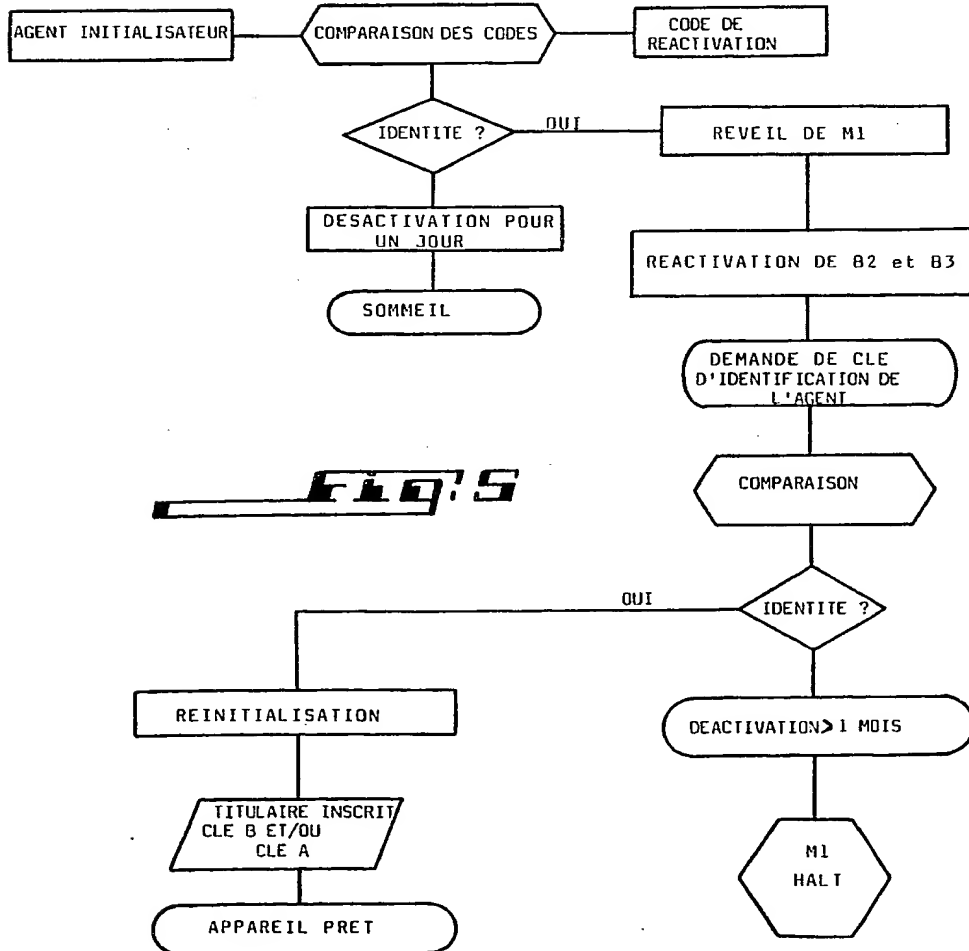 AGENT INITIALISATEUR
COMPARAISON DES CODES
CODE DE
REACTIVATION
IDENTITE ?
OUI
REVEIL DE M1
DESACTIVATION POUR
UN JOUR
REACTIVATION DE B2 et B3
SOMMEIL
DEMANDE DE CLE
D'IDENTIFICATION DE
L'AGENT
COMPARAISON
fig. 5
OUI
IDENTITE ?
REINITIALISATION
DEACTIVATION > 1 MOIS
TITULAIRE INSCRIT
CLE B ET/OU
CLE A
M1
HALT
APPAREIL PRET